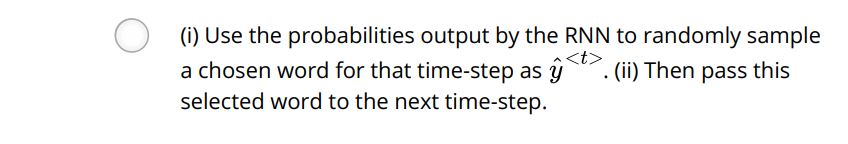 (i) Use the probabilities output by the RNN to randomly sample
a chosen word for that time-step as ŷ^{<t>}. (ii) Then pass this
selected word to the next time-step.